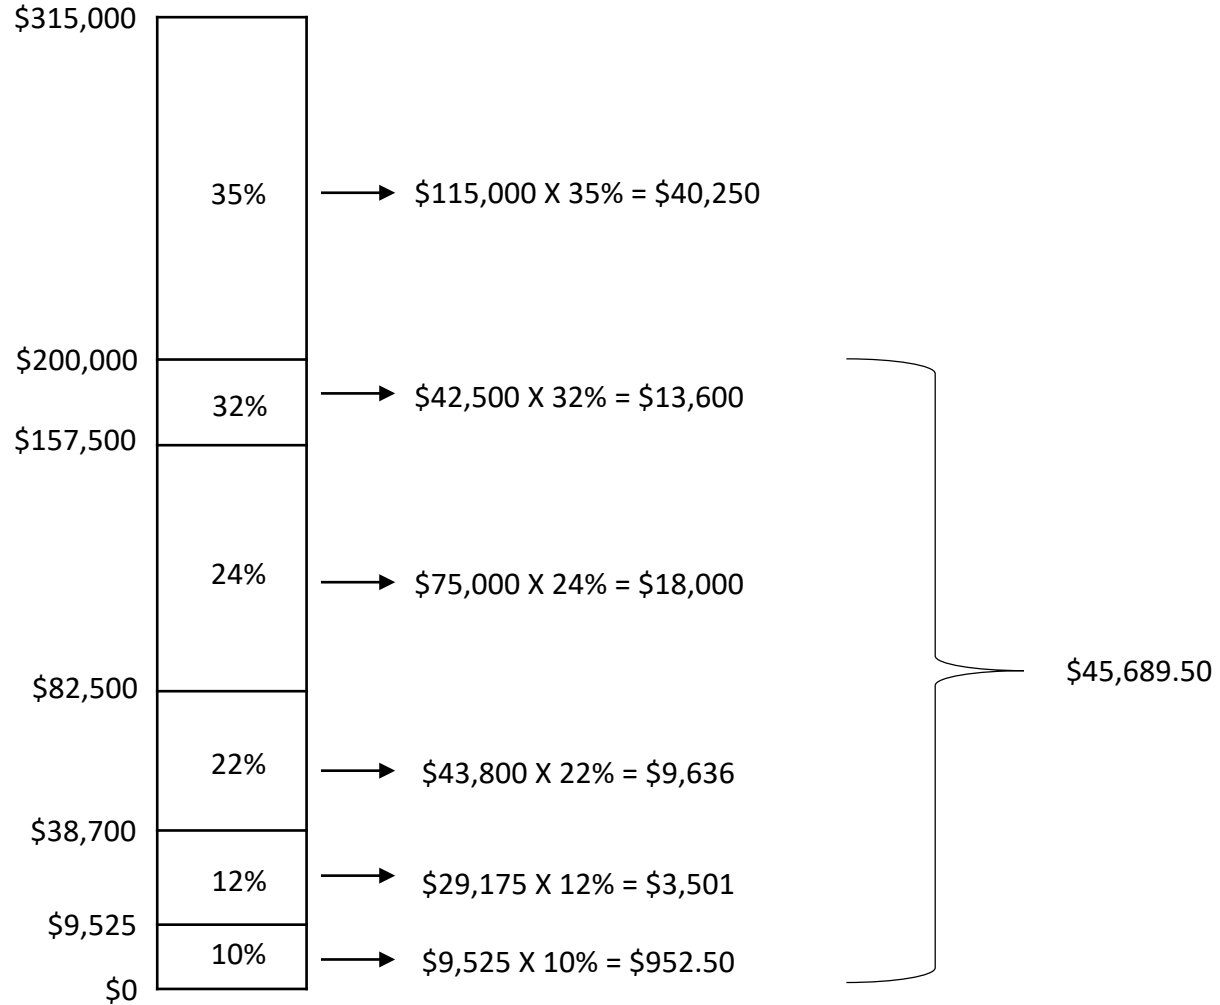 $315,000
35%
$115,000 X 35% = $40,250
$200,000
32%
$42,500 X 32% = $13,600
$157,500
24%
$75,000 X 24% = $18,000
$45,689.50
$82,500
22%
$43,800 X 22% = $9,636
$38,700
12%
$29,175 X 12% = $3,501
$9,525
10%
$9,525 X 10% = $952.50
$0